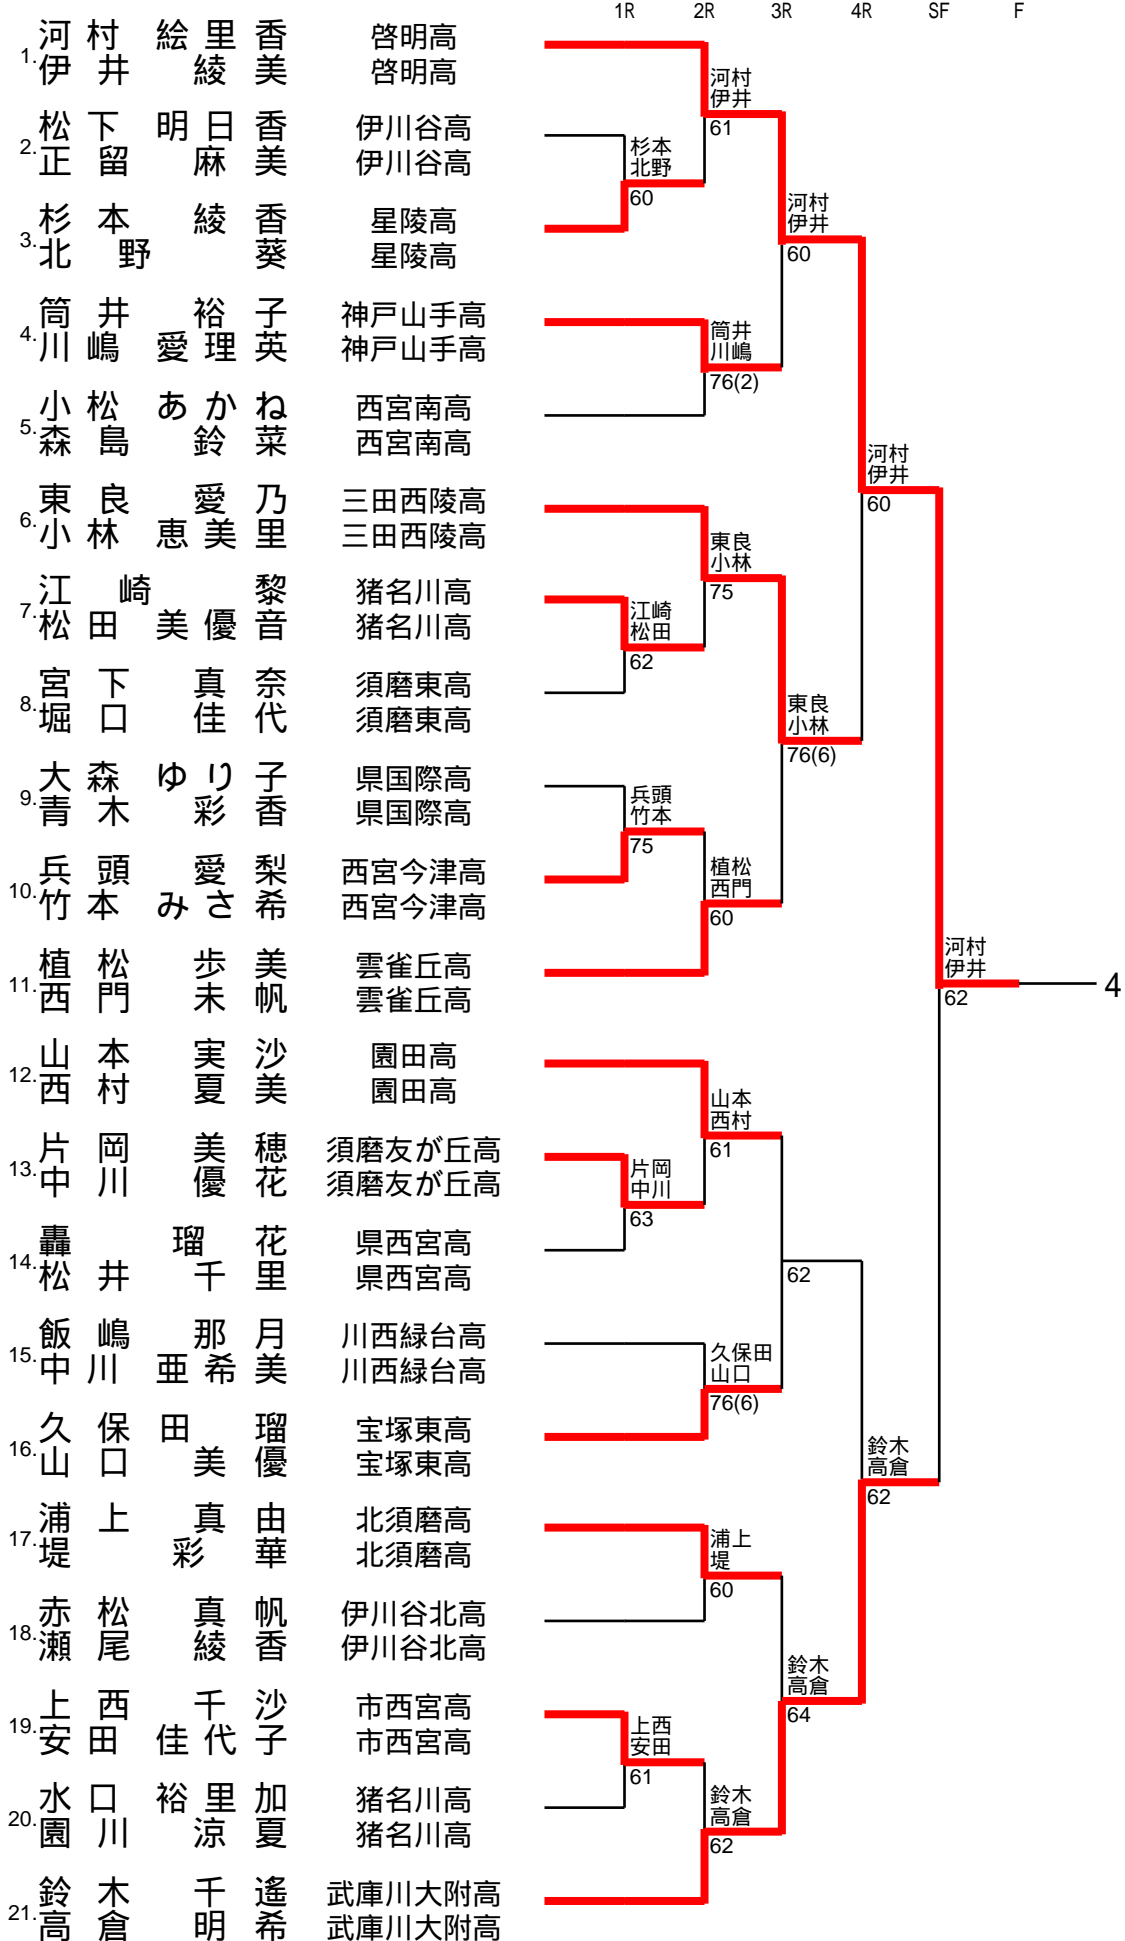 1R 2R 3R 4R SF F
1. 河村 絵里香 啓明高
伊井 綾美 啓明高
2. 松下 明日香 伊川谷高
正留 麻美 伊川谷高
3. 杉本 綾香 星陵高
北野 葵 星陵高
4. 筒井 裕子 神戸山手高
川嶋 愛理英 神戸山手高
5. 小松 あかね 西宮南高
森島 鈴菜 西宮南高
6. 東良 愛乃 三田西陵高
小林 恵美里 三田西陵高
7. 江崎 黎 猪名川高
松田 美優音 猪名川高
8. 宮下 真奈 須磨東高
堀口 佳代 須磨東高
9. 大森 ゆり子 県国際高
青木 彩香 県国際高
10. 兵頭 愛梨 西宮今津高
竹本 みさ希 西宮今津高
11. 植松 歩美 雲雀丘高
西門 未帆 雲雀丘高
12. 山本 実沙 園田高
西村 夏美 園田高
13. 片岡 美穂 須磨友が丘高
中川 優花 須磨友が丘高
14. 轟 瑠花 県西宮高
松井 千里 県西宮高
15. 飯嶋 那月 川西緑台高
中川 亜希美 川西緑台高
16. 久保田 瑠 宝塚東高
山口 美優 宝塚東高
17. 浦上 真由 北須磨高
堤 彩華 北須磨高
18. 赤松 真帆 伊川谷北高
瀬尾 綾香 伊川谷北高
19. 上西 千沙 市西宮高
安田 佳代子 市西宮高
20. 水口 裕里加 猪名川高
園川 涼夏 猪名川高
21. 鈴木 千遙 武庫川大附高
高倉 明希 武庫川大附高
杉本
北野
60
江崎
松田
62
兵頭
竹本
75
片岡
中川
63
上西
安田
61
河村
伊井
61
筒井
川嶋
76(2)
東良
小林
75
植松
西門
60
山本
西村
61
久保田
山口
76(6)
浦上
堤
60
鈴木
高倉
62
河村
伊井
60
東良
小林
76(6)
62
鈴木
高倉
64
河村
伊井
60
鈴木
高倉
62
河村
伊井
62
4